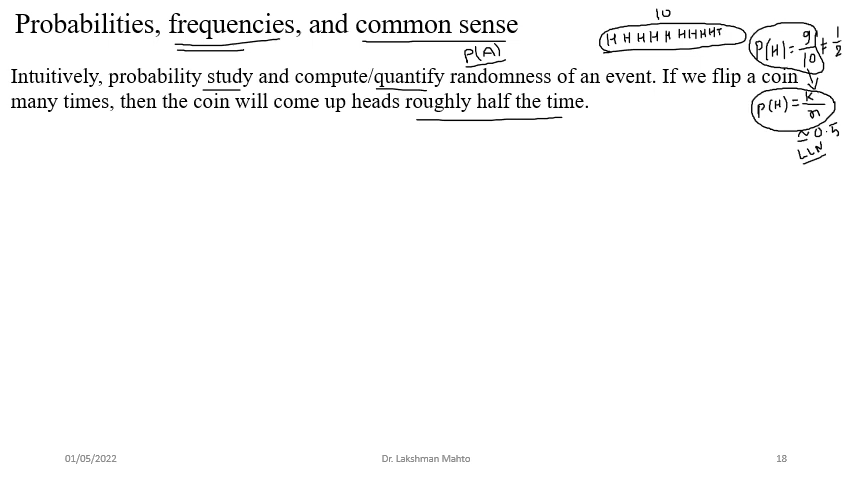 Probabilities, frequencies, and common sense
10
H H H H H H H H H T
P(H) = 9/10 ≠ 1/2
P(A)
Intuitively, probability study and compute/quantify randomness of an event. If we flip a coin
many times, then the coin will come up heads roughly half the time.
P(H) = K/n
≈ 0.5
LLN
01/05/2022
Dr. Lakshman Mahto
18